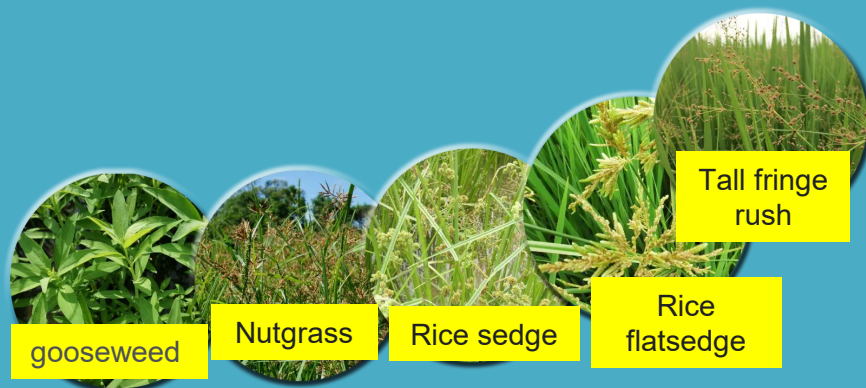 gooseweed
Nutgrass
Rice sedge
Rice
flatsedge
Tall fringe
rush